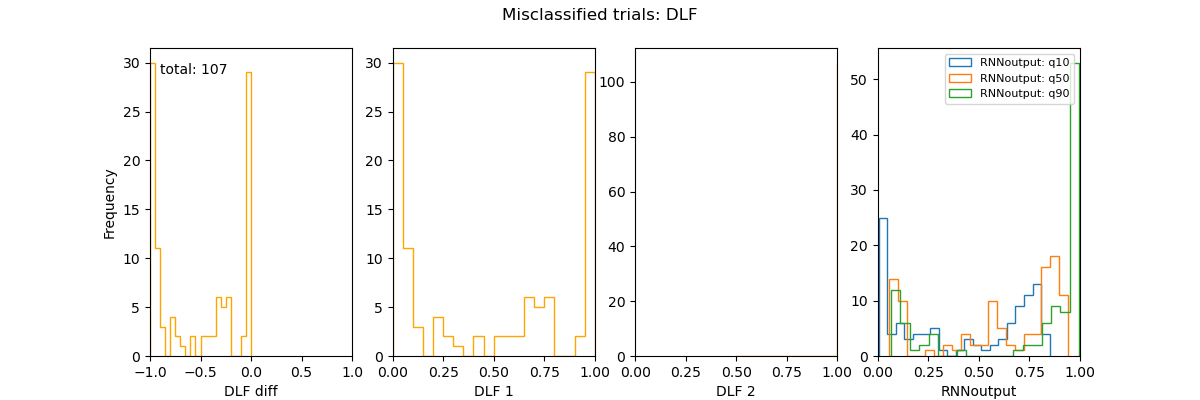 Misclassified trials: DLF
total: 107
Frequency
30
25
20
15
10
5
0
−1.0 −0.5 0.0 0.5 1.0
DLF diff
30
25
20
15
10
5
0
0.00 0.25 0.50 0.75 1.00
DLF 1
100
80
60
40
20
0
0.00 0.25 0.50 0.75 1.00
DLF 2
RNNoutput: q10
RNNoutput: q50
RNNoutput: q90
50
40
30
20
10
0
0.00 0.25 0.50 0.75 1.00
RNNoutput